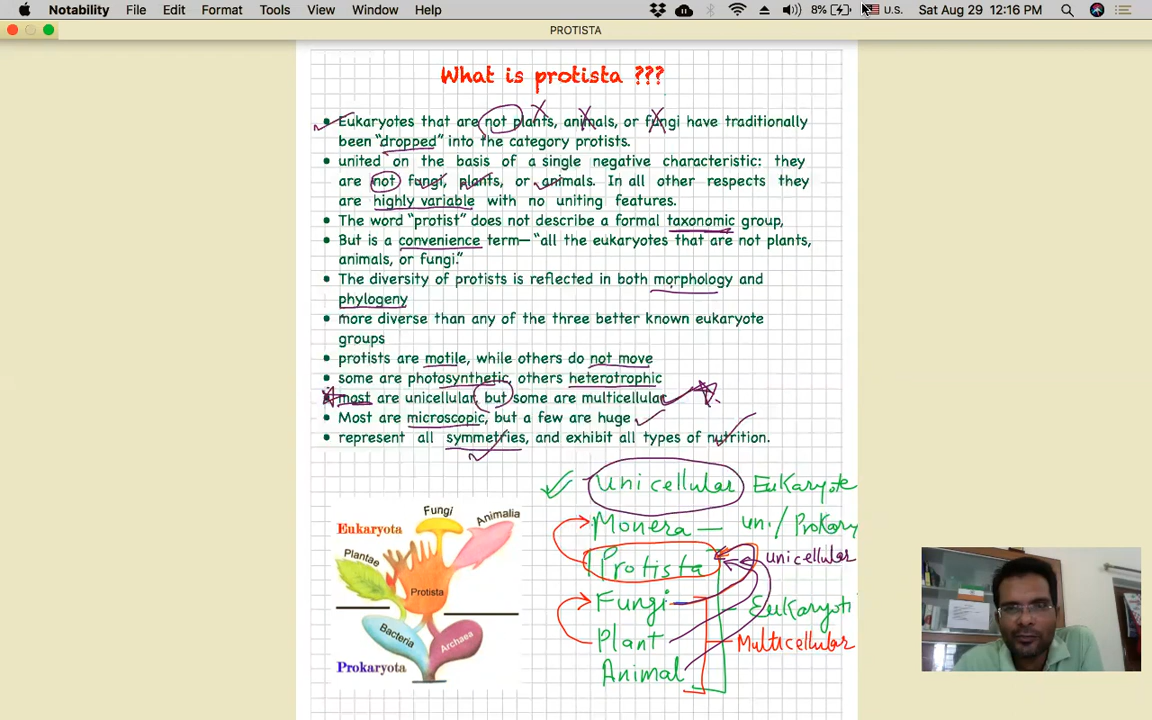 Notability File Edit Format Tools View Window Help 8% U.S. Sat Aug 29 12:16 PM
PROTISTA
What is protista ???
• Eukaryotes that are not plants, animals, or fungi have traditionally
been "dropped" into the category protists.
• united on the basis of a single negative characteristic: they
are not fungi, plants, or animals. In all other respects they
are highly variable with no uniting features.
• The word "protist" does not describe a formal taxonomic group,
• But is a convenience term— "all the eukaryotes that are not plants,
animals, or fungi."
• The diversity of protists is reflected in both morphology and
phylogeny
• more diverse than any of the three better known eukaryote
groups
• protists are motile, while others do not move
• some are photosynthetic, others heterotrophic
• most are unicellular, but some are multicellular
• Most are microscopic, but a few are huge
• represent all symmetries, and exhibit all types of nutrition.
Unicellular Eukaryote
Monera — uni/Prokary
Protista unicellular
Fungi Eukaryoti
Plant Multicellular
Animal
Eukaryota
Fungi
Animalia
Plantae
Protista
Bacteria
Archaea
Prokaryota